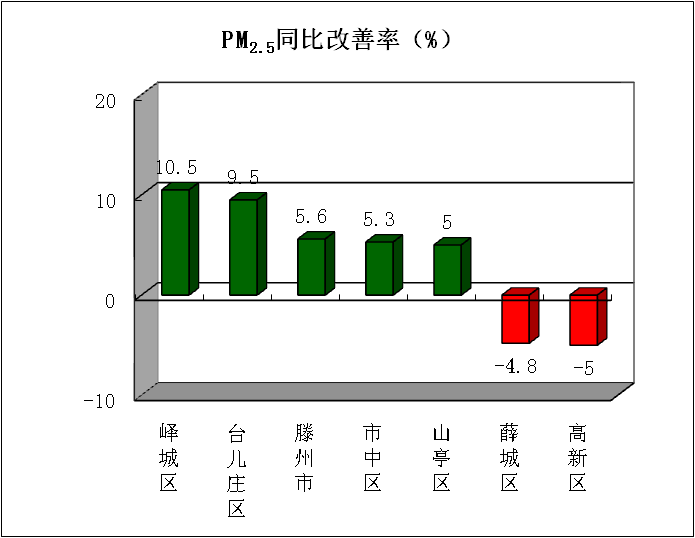 PM2.5同比改善率（%）
20
10
0
-10
10.5
9.5
5.6
5.3
5
-4.8
-5
峄城区
台儿庄区
滕州市
市中区
山亭区
薛城区
高新区